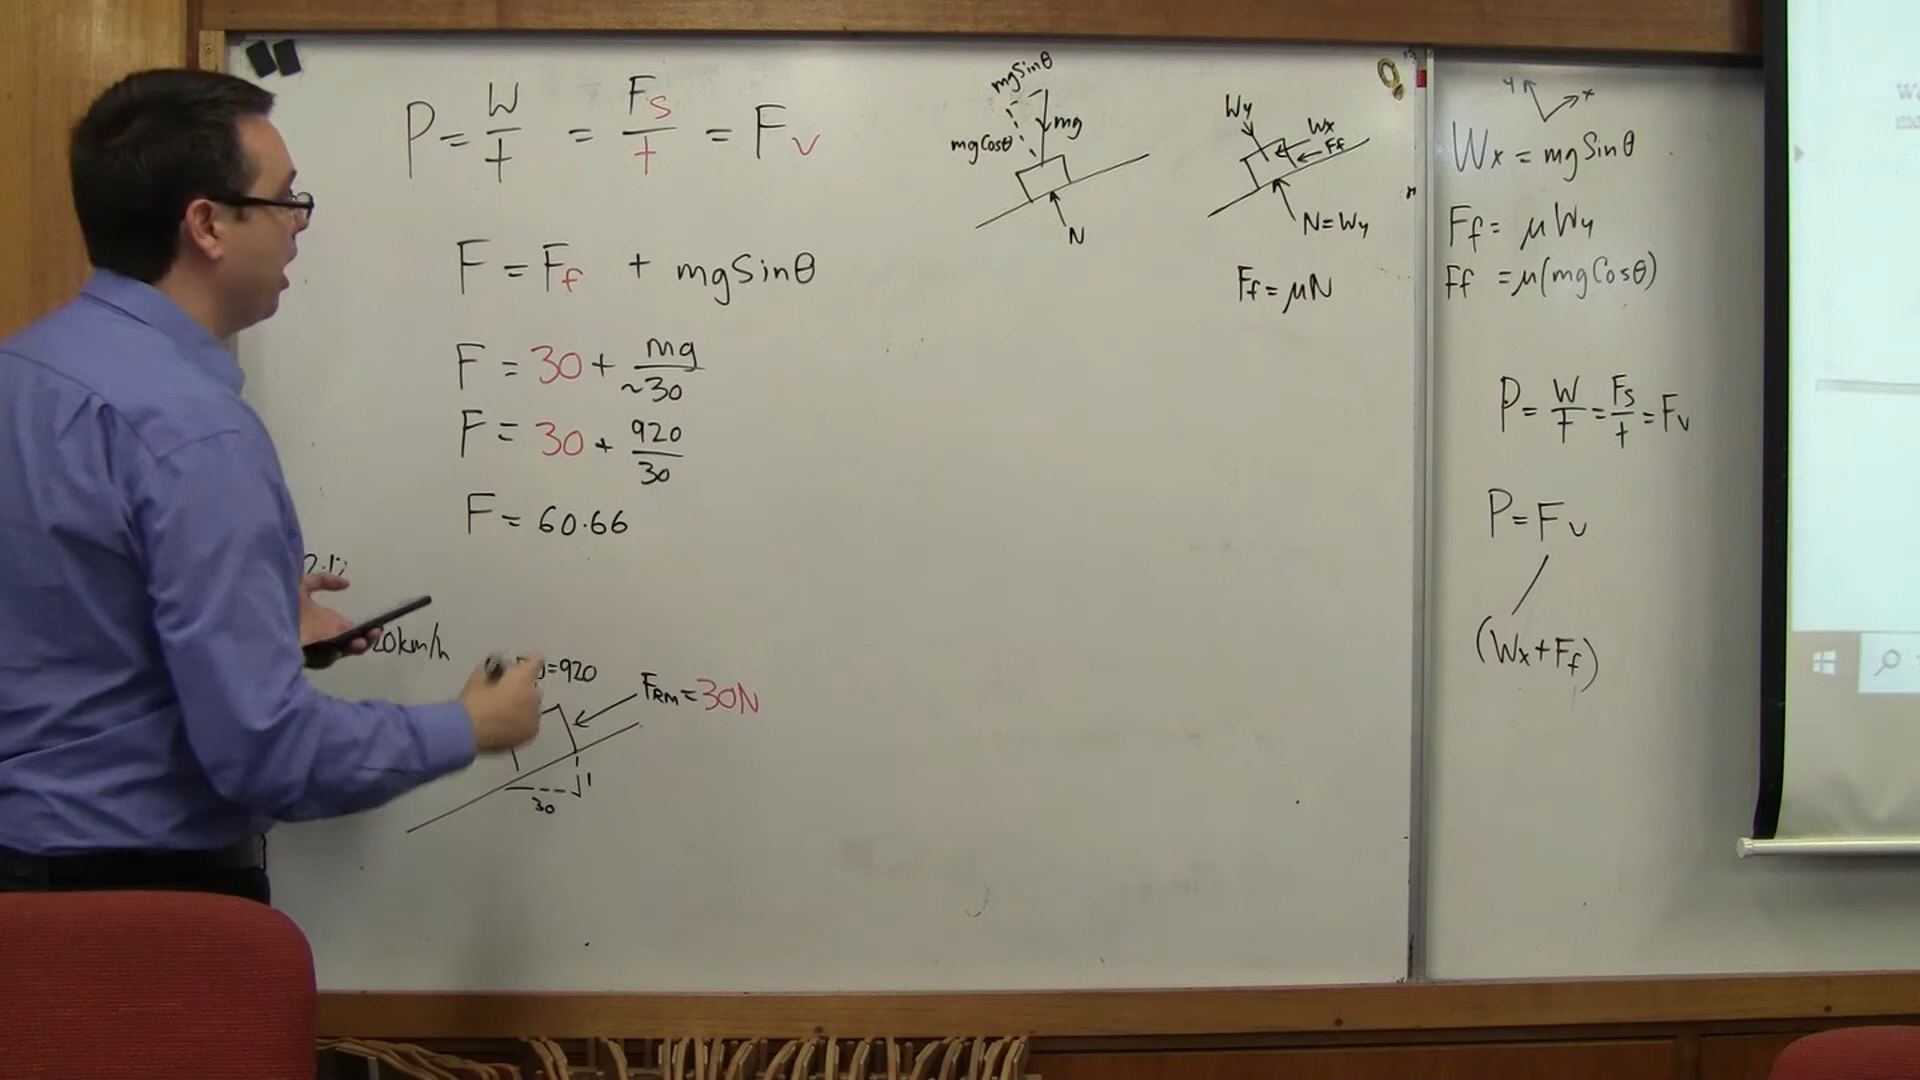 P = W/t = Fs/t = Fv
F = Ff + mgSinθ
F = 30 + mg/~30
F = 30 + 920/30
F = 60.66
20km/h
=920
FRM = 30N
30
1
mgSinθ
mgCosθ
mg
N
Wy
Wx
Ff
N=Wy
Ff = μN
y
x
Wx = mgSinθ
Ff = μWy
Ff = μ(mgCosθ)
P = W/t = Fs/t = Fv
P = Fv
(Wx+Ff)